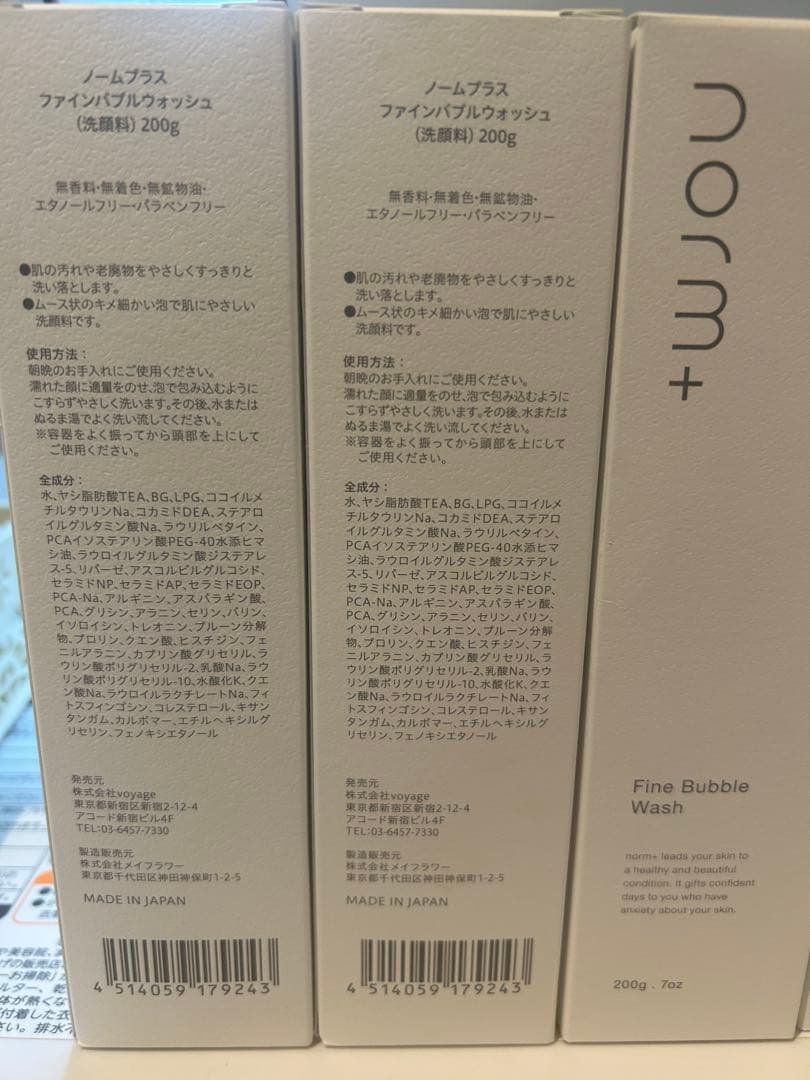 ノームプラス
ファインバブルウォッシュ
(洗顔料) 200g
無香料・無着色・無鉱物油・
エタノールフリー・パラベンフリー
●肌の汚れや老廃物をやさしくすっきりと
洗い落とします。
●ムース状のキメ細かい泡で肌にやさしい
洗顔料です。
使用方法：
朝晩のお手入れにご使用ください。
濡れた顔に適量をのせ、泡で包み込むように
こすらずやさしく洗います。その後、水または
ぬるま湯でよく洗い流してください。
※容器をよく振ってから頭部を上にして
ご使用ください。
全成分：
水、ヤシ脂肪酸TEA、BG、LPG、ココイルメ
チルタウリンNa、コカミドDEA、ステアロ
イルグルタミン酸Na、ラウリルベタイン、
PCAイソステアリン酸PEG-40水添ヒマ
シ油、ラウロイルグルタミン酸ジステアレ
ス-5、リパーゼ、アスコルビルグルコシド、
セラミドNP、セラミドAP、セラミドEOP、
PCA-Na、アルギニン、アスパラギン酸、
PCA、グリシン、アラニン、セリン、バリン、
イソロイシン、トレオニン、プルーン分解
物、プロリン、クエン酸、ヒスチジン、フェ
ニルアラニン、カプリン酸グリセリル、ラ
ウリン酸ポリグリセリル-2、乳酸Na、ラウ
リン酸ポリグリセリル-10、水酸化K、クエ
ン酸Na、ラウロイルラクチレートNa、フィ
トスフィンゴシン、コレステロール、キサン
タンガム、カルボマー、エチルヘキシルグ
リセリン、フェノキシエタノール
発売元
株式会社voyage
東京都新宿区新宿2-12-4
アコード新宿ビル4F
TEL:03-6457-7330
製造販売元
株式会社メイフラワー
東京都千代田区神田神保町1-2-5
MADE IN JAPAN
4 514059 179243
ノームプラス
ファインバブルウォッシュ
(洗顔料) 200g
無香料・無着色・無鉱物油・
エタノールフリー・パラベンフリー
●肌の汚れや老廃物をやさしくすっきりと
洗い落とします。
●ムース状のキメ細かい泡で肌にやさしい
洗顔料です。
使用方法：
朝晩のお手入れにご使用ください。
濡れた顔に適量をのせ、泡で包み込むように
こすらずやさしく洗います。その後、水または
ぬるま湯でよく洗い流してください。
※容器をよく振ってから頭部を上にして
ご使用ください。
全成分：
水、ヤシ脂肪酸TEA、BG、LPG、ココイルメ
チルタウリンNa、コカミドDEA、ステアロ
イルグルタミン酸Na、ラウリルベタイン、
PCAイソステアリン酸PEG-40水添ヒマ
シ油、ラウロイルグルタミン酸ジステアレ
ス-5、リパーゼ、アスコルビルグルコシド、
セラミドNP、セラミドAP、セラミドEOP、
PCA-Na、アルギニン、アスパラギン酸、
PCA、グリシン、アラニン、セリン、バリン、
イソロイシン、トレオニン、プルーン分解
物、プロリン、クエン酸、ヒスチジン、フェ
ニルアラニン、カプリン酸グリセリル、ラ
ウリン酸ポリグリセリル-2、乳酸Na、ラウ
リン酸ポリグリセリル-10、水酸化K、クエ
ン酸Na、ラウロイルラクチレートNa、フィ
トスフィンゴシン、コレステロール、キサン
タンガム、カルボマー、エチルヘキシルグ
リセリン、フェノキシエタノール
発売元
株式会社voyage
東京都新宿区新宿2-12-4
アコード新宿ビル4F
TEL:03-6457-7330
製造販売元
株式会社メイフラワー
東京都千代田区神田神保町1-2-5
MADE IN JAPAN
4 514059 179243
norm+
Fine Bubble
Wash
norm+ leads your skin to
a healthy and beautiful
condition. It gifts confident
days to you who have
anxiety about your skin.
200g . 7oz
や美容院、
げの販売店
ーお掃除」
ルター、乾
体が熱くな
付着した衣
さい。排水